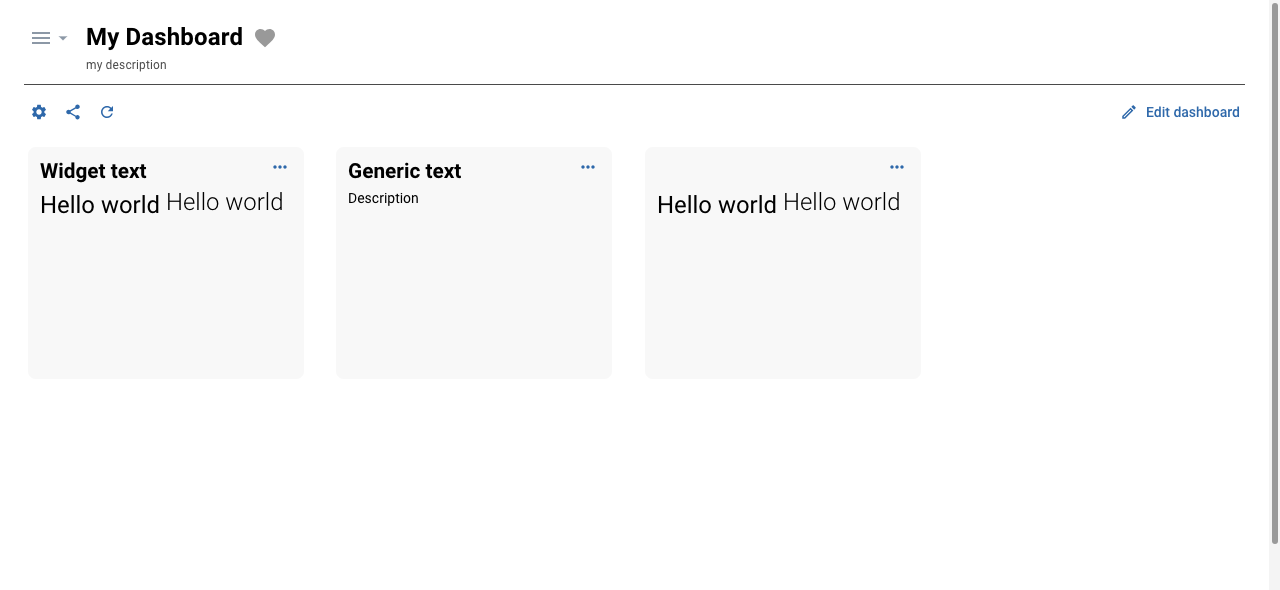 My Dashboard
my description
Edit dashboard
Widget text
Hello world Hello world
Generic text
Description
Hello world Hello world